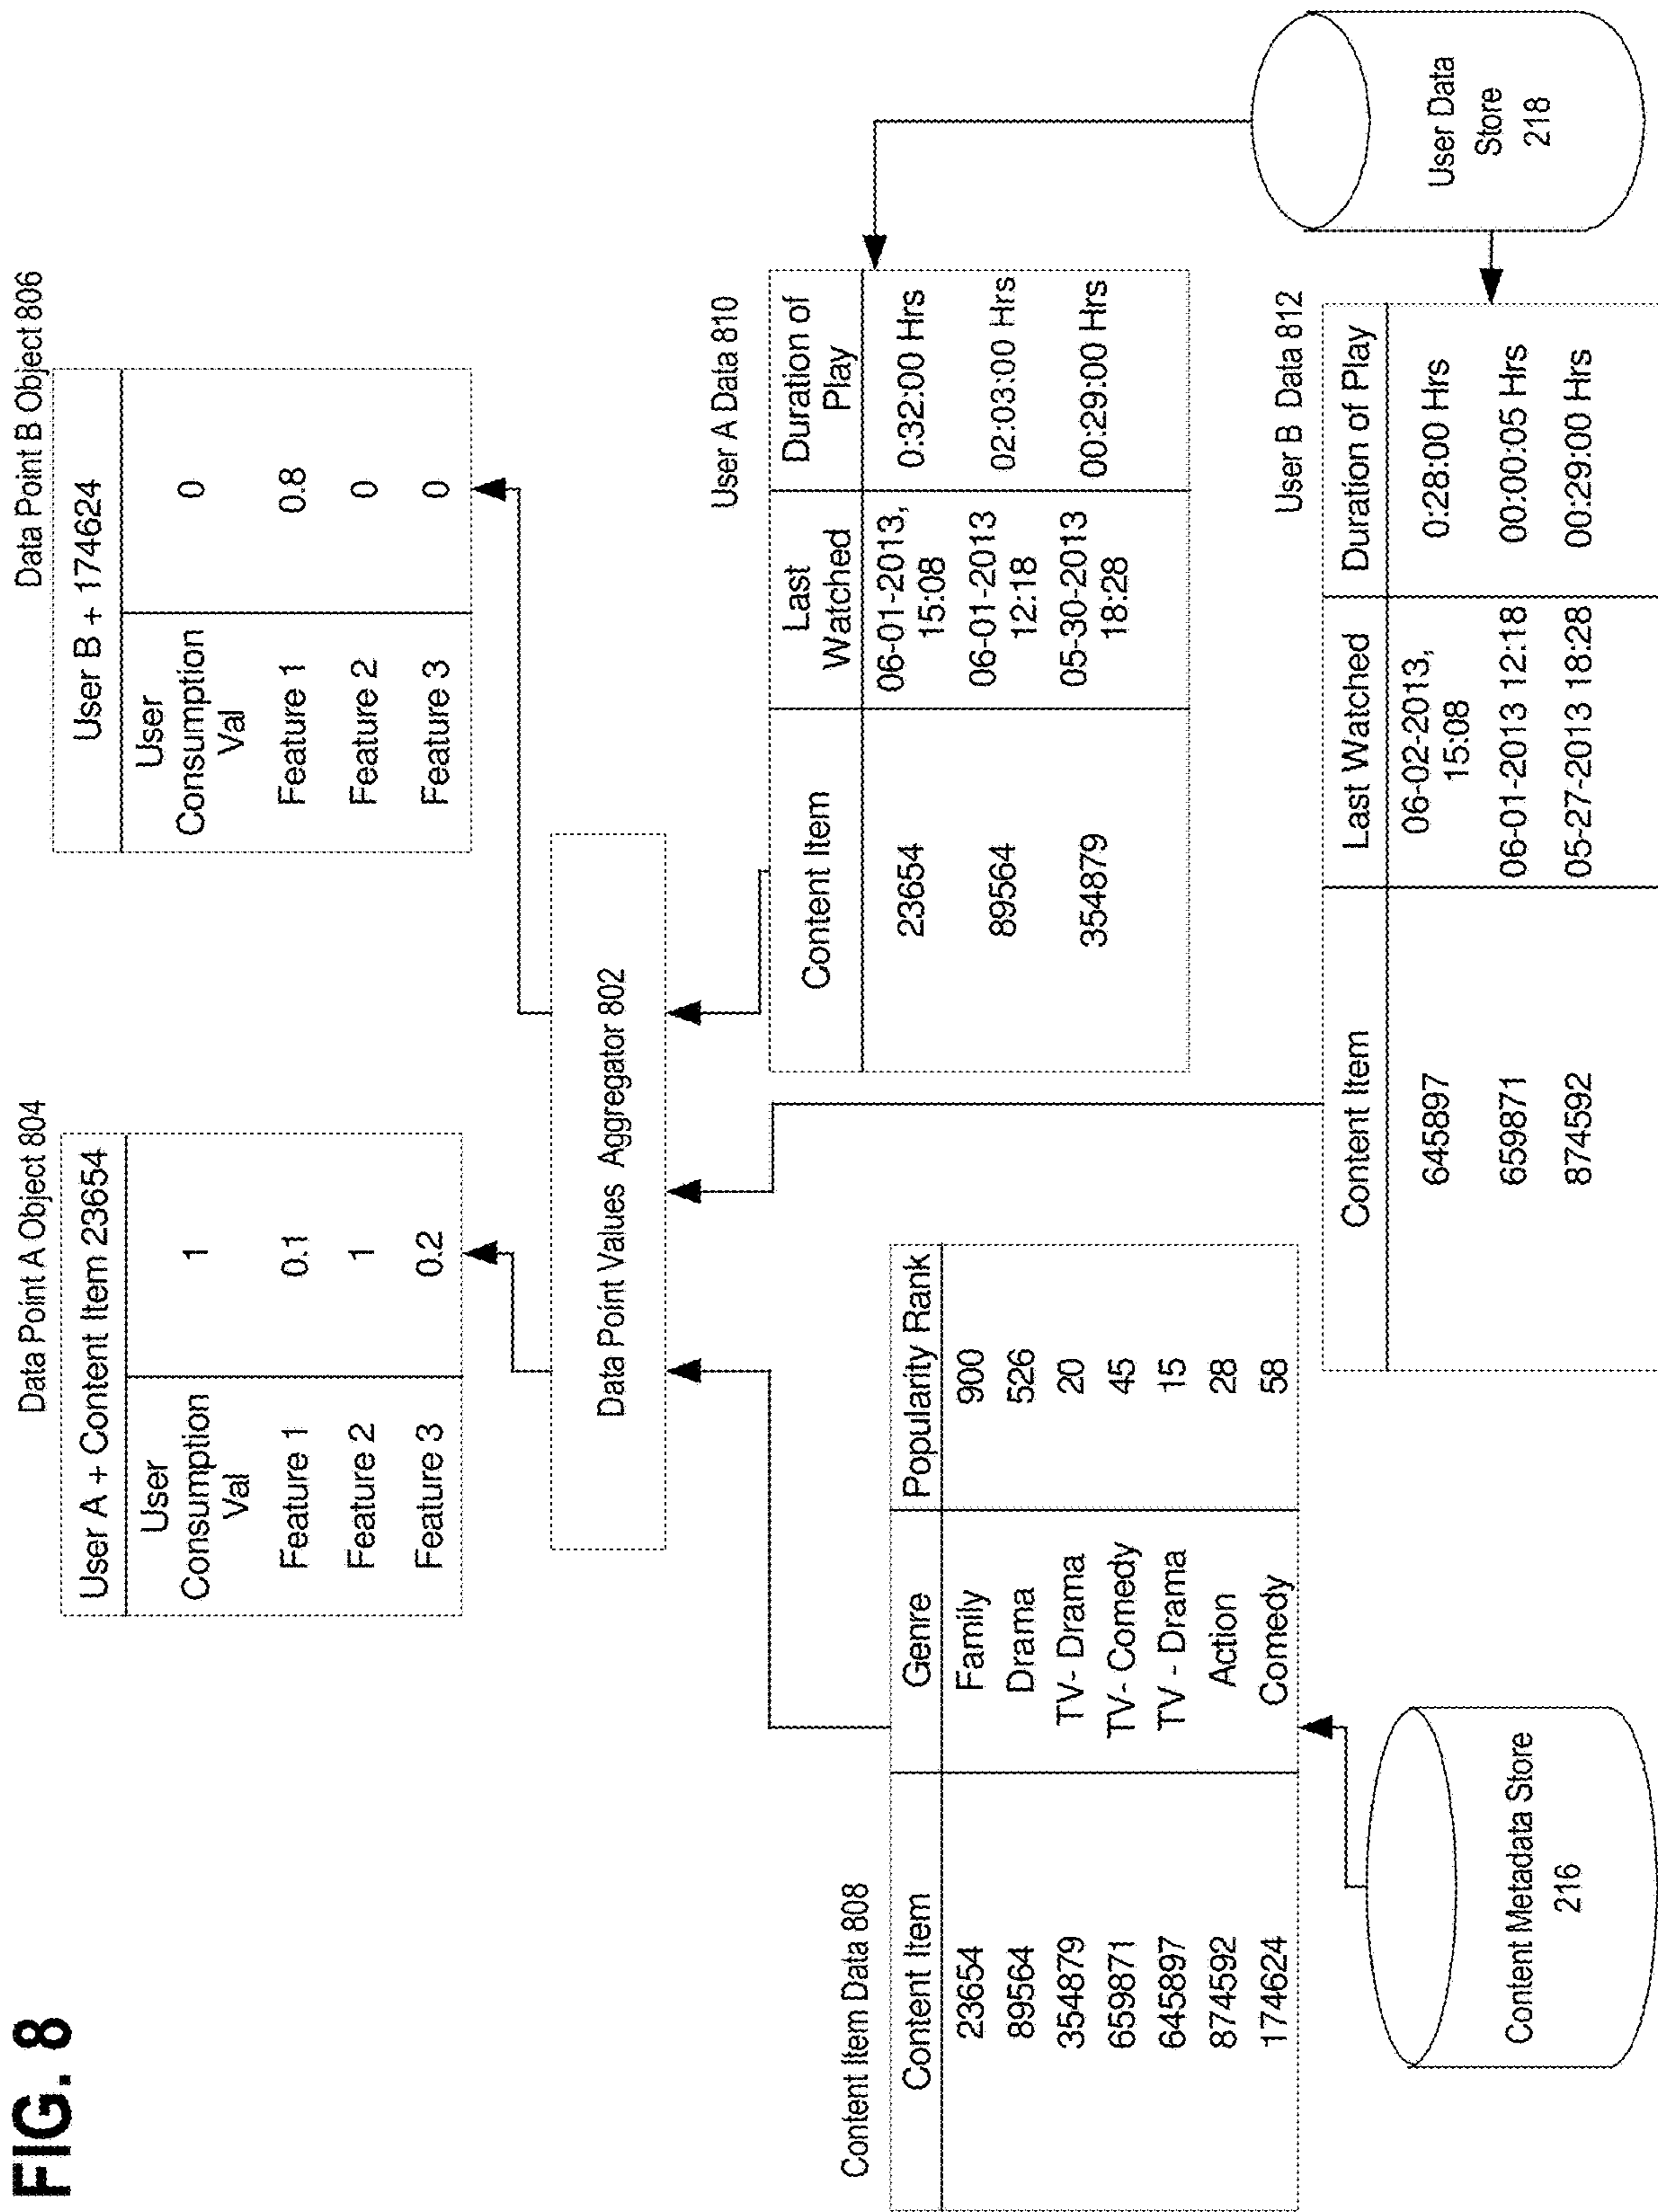 FIG. 8
Data Point A Object 804
User A + Content Item 23654
User
Consumption
Val
1
Feature 1
0.1
Feature 2
1
Feature 3
0.2
Data Point B Object 806
User B + 174624
User
Consumption
Val
0
Feature 1
0.8
Feature 2
0
Feature 3
0
Data Point Values Aggregator 802
Content Item Data 808
Content Item Genre Popularity Rank
23654 Family 900
89564 Drama 526
354879 TV- Drama 20
659871 TV- Comedy 45
645897 TV - Drama 15
874592 Action 28
174624 Comedy 58
User A Data 810
Content Item
Last
Watched
Duration of
Play
23654
06-01-2013,
15:08
0:32:00 Hrs
89564
06-01-2013
12:18
02:03:00 Hrs
354879
05-30-2013
18:28
00:29:00 Hrs
User B Data 812
Content Item Last Watched Duration of Play
645897
06-02-2013,
15:08
0:28:00 Hrs
659871 06-01-2013 12:18 00:00:05 Hrs
874592 05-27-2013 18:28 00:29:00 Hrs
Content Metadata Store
216
User Data
Store
218